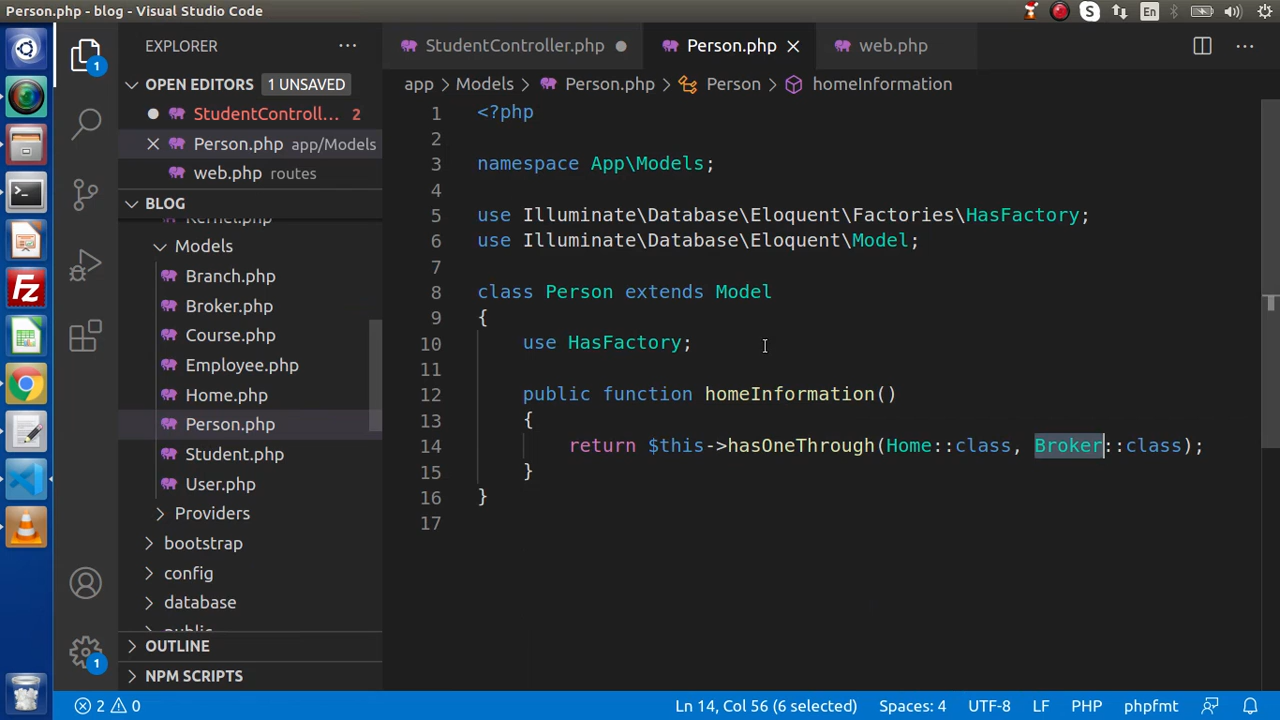 Person.php - blog - Visual Studio Code
S
En
EXPLORER
OPEN EDITORS 1 UNSAVED
StudentControll... 2
Person.php app/Models
web.php routes
BLOG
Kernel.php
Models
Branch.php
Broker.php
Course.php
Employee.php
Home.php
Person.php
Student.php
User.php
Providers
bootstrap
config
database
public
OUTLINE
NPM SCRIPTS
1
1
StudentController.php
Person.php
web.php
app > Models > Person.php > Person > homeInformation
1 <?php
2
3 namespace App\Models;
4
5 use Illuminate\Database\Eloquent\Factories\HasFactory;
6 use Illuminate\Database\Eloquent\Model;
7
8 class Person extends Model
9 {
10 use HasFactory;
11
12 public function homeInformation()
13 {
14 return $this->hasOneThrough(Home::class, Broker::class);
15 }
16 }
17
2 0
Ln 14, Col 56 (6 selected) Spaces: 4 UTF-8 LF PHP phpfmt